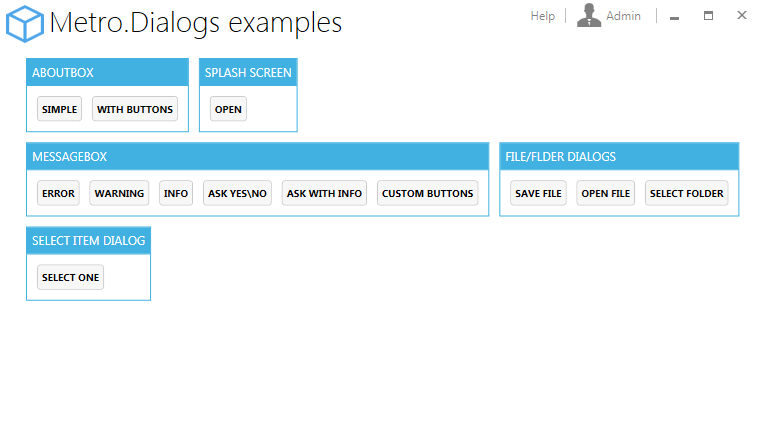 Metro.Dialogs examples
Help
Admin
ABOUTBOX
SIMPLE
WITH BUTTONS
SPLASH SCREEN
OPEN
MESSAGEBOX
ERROR
WARNING
INFO
ASK YES\NO
ASK WITH INFO
CUSTOM BUTTONS
FILE/FLDER DIALOGS
SAVE FILE
OPEN FILE
SELECT FOLDER
SELECT ITEM DIALOG
SELECT ONE